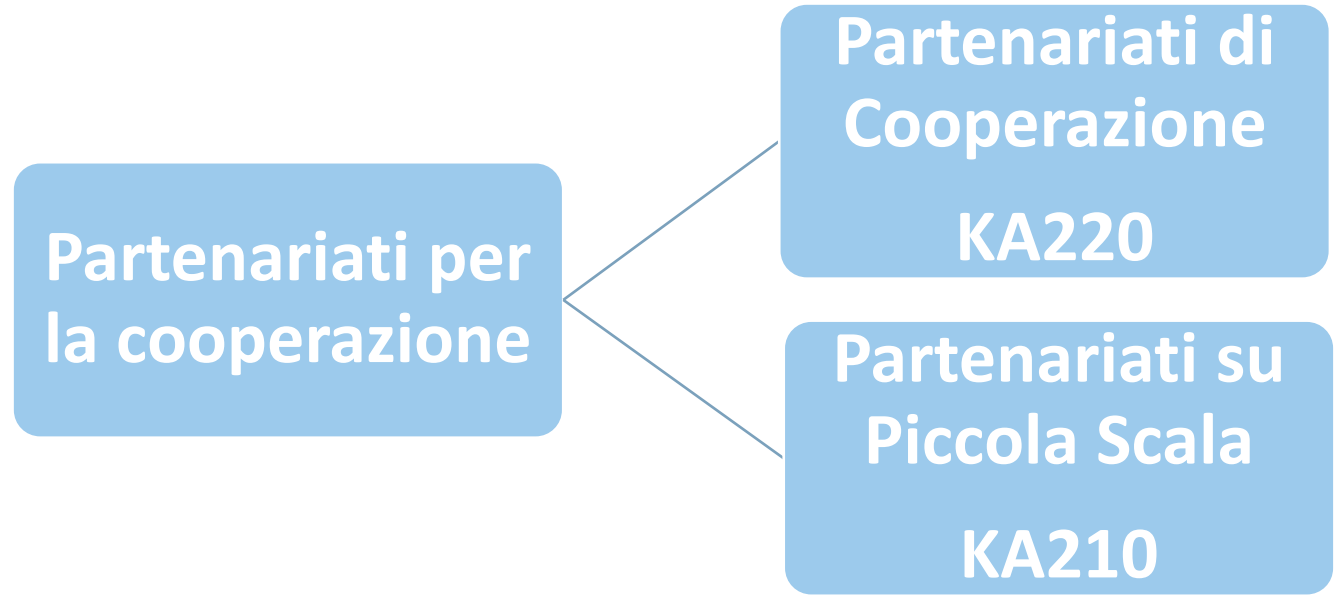 Partenariati per
la cooperazione
Partenariati di
Cooperazione
KA220
Partenariati su
Piccola Scala
KA210